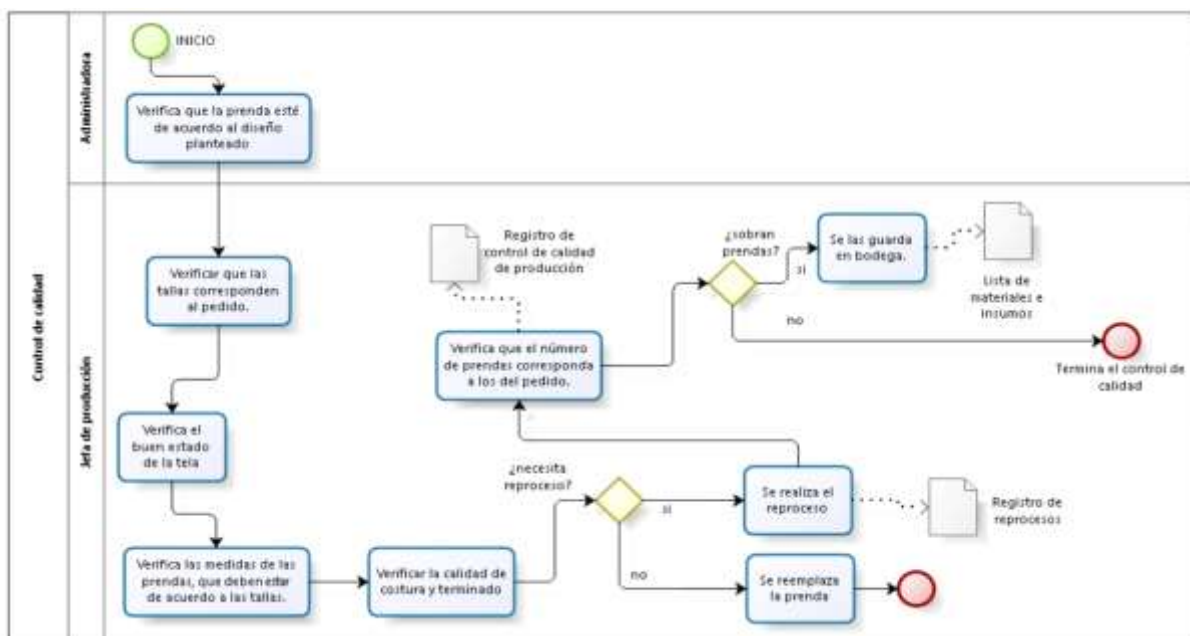 Control de calidad
Administradora
INICIO
Verifica que la prenda esté
de acuerdo al diseño
planteado
Jefa de producción
Verificar que las
tallas corresponden
al pedido.
Verifica el
buen estado
de la tela
Verifica las medidas de las
prendas, que deben estar
de acuerdo a las tallas.
Verificar la calidad de
costura y terminado
¿necesita
reproceso?
si
no
Se realiza el
reproceso
Registro de
reprocesos
Se reemplaza
la prenda
Verifica que el número
de prendas corresponda
a los del pedido.
Registro de
control de calidad
de producción
¿sobran
prendas?
si
no
Se las guarda
en bodega.
Lista de
materiales e
insumos
Termina el control de
calidad